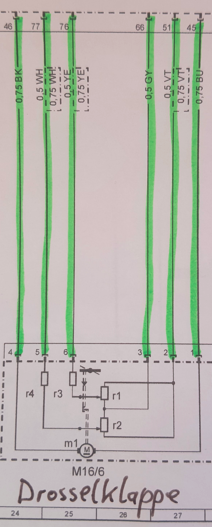 46 77 76 66 51 45
0,75 BK
0,5 WH
0,75 WH
0,5 YE
0,75 YE
0,5 GY
0,5 VT
0,75 VT
0,75 BU
4 5 6 3 2 1
r4 r3 r1
r2
m1 M
M16/6
Drosselklappe
24 25 26 27